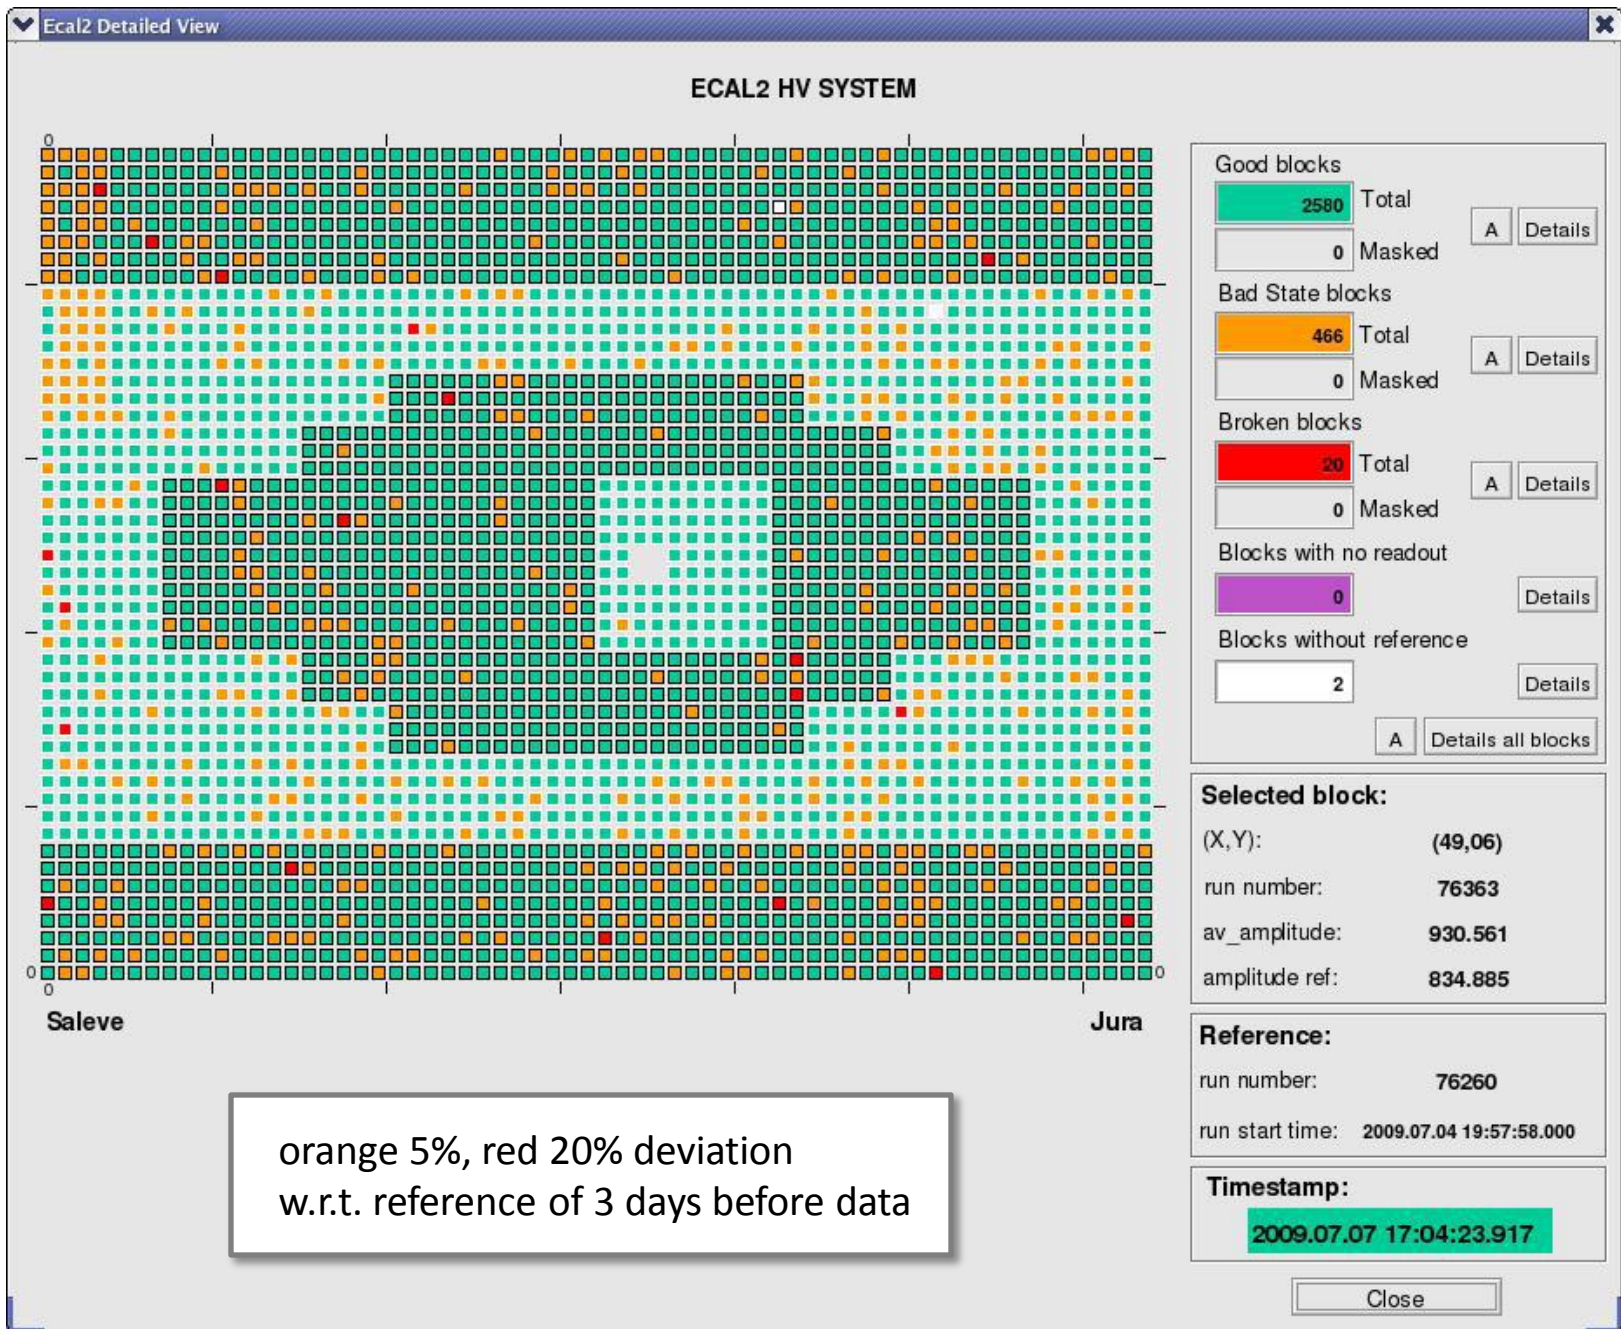 Ecal2 Detailed View
ECAL2 HV SYSTEM
0
Good blocks
2580 Total
A Details
0 Masked
Bad State blocks
466 Total
A Details
0 Masked
Broken blocks
20 Total
A Details
0 Masked
Blocks with no readout
0 Details
Blocks without reference
2 Details
A Details all blocks
0 0
0
Saleve Jura
Selected block:
(X,Y): (49,06)
run number: 76363
av_amplitude: 930.561
amplitude ref: 834.885
Reference:
run number: 76260
run start time: 2009.07.04 19:57:58.000
Timestamp:
2009.07.07 17:04:23.917
Close
orange 5%, red 20% deviation
w.r.t. reference of 3 days before data